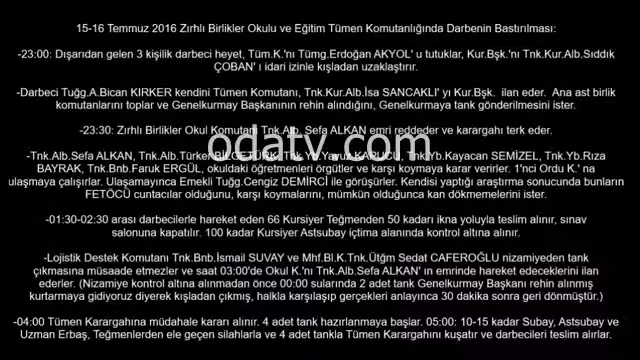 15-16 Temmuz 2016 Zırhlı Birlikler Okulu ve Eğitim Tümen Komutanlığında Darbenin Bastırılması:
-23:00: Dışarıdan gelen 3 kişilik darbeci heyet, Tüm.K.'nı Tümg.Erdoğan AKYOL' u tutuklar, Kur.Bşk.'nı Tnk.Kur.Alb.Sıddık
ÇOBAN' ı idari izinle kışladan uzaklaştırır.
-Darbeci Tuğg.A.Bican KIRKER kendini Tümen Komutanı, Tnk.Kur.Alb.İsa SANCAKLI' yı Kur.Bşk. ilan eder. Ana ast birlik
komutanlarını toplar ve Genelkurmay Başkanının rehin alındığını, Genelkurmaya tank gönderilmesini ister.
-23:30: Zırhlı Birlikler Okul Komutanı Tnk.Alb. Sefa ALKAN emri reddeder ve karargahı terk eder.
odatv.com
-Tnk.Alb.Sefa ALKAN, Tnk.Alb.Türker BİLGETÜRK, Tnk.Yb.Yavuz KAPUCU, Tnk.Yb.Kayacan SEMİZEL, Tnk.Yb.Rıza
BAYRAK, Tnk.Bnb.Faruk ERGÜL, okuldaki öğretmenleri örgütler ve karşı koymaya karar verirler. 1'nci Ordu K.' na
ulaşmaya çalışırlar. Ulaşamayınca Emekli Tuğg.Cengiz DEMİRCİ ile görüşürler. Kendisi yaptığı araştırma sonucunda bunların
FETÖCÜ cuntacılar olduğunu, karşı koymalarını, mümkün olduğunca kan dökmemelerini ister.
-01:30-02:30 arası darbecilerle hareket eden 66 Kursiyer Teğmenden 50 kadarı ikna yoluyla teslim alınır, sınav
salonuna kapatılır. 100 kadar Kursiyer Astsubay içtima alanında kontrol altına alınır.
-Lojistik Destek Komutanı Tnk.Bnb.İsmail SUVAY ve Mhf.Bl.K.Tnk.Ütğm Sedat CAFEROĞLU nizamiyeden tank
çıkmasına müsaade etmezler ve saat 03:00'de Okul K.'nı Tnk.Alb.Sefa ALKAN' ın emrinde hareket edeceklerini ilan
ederler. (Nizamiye kontrol altına alınmadan önce 00:00 sularında 2 adet tank Genelkurmay Başkanı rehin alınmış
kurtarmaya gidiyoruz diyerek kışladan çıkmış, halkla karşılaşıp gerçekleri anlayınca 30 dakika sonra geri dönmüştür.)
-04:00 Tümen Karargahına müdahale kararı alınır. 4 adet tank hazırlanmaya başlar. 05:00: 10-15 kadar Subay, Astsubay ve
Uzman Erbaş, Teğmenlerden ele geçen silahlarla ve 4 adet tankla Tümen Karargahını kuşatır ve darbecileri teslim alırlar.